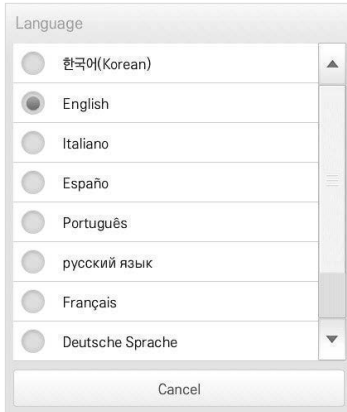 Language
한국어(Korean)
English
Italiano
Españo
Português
русский язык
Français
Deutsche Sprache
Cancel